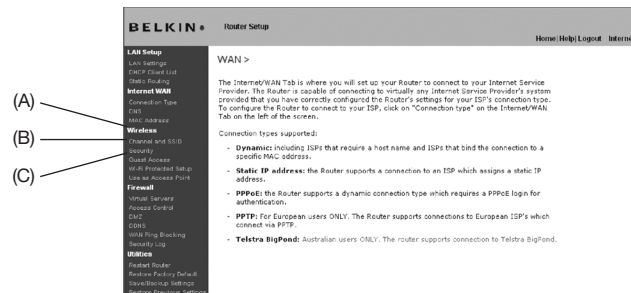 BELKIN
Router Setup
Home|Help|Logout Interne
LAN Setup
LAN Settings
DHCP Client List
Static Routing
Internet WAN
Connection Type
DNS
MAC Address
Wireless
Channel and SSID
Security
Guest Access
Wi-Fi Protected Setup
Use as Access Point
Firewall
Virtual Servers
Access Control
DMZ
DDNS
WAN Ping Blocking
Security Log
Utilities
Restart Router
Restore Factory Default
Save/Backup Settings
Restore Previous Settings
(A)
(B)
(C)
WAN >
The Internet/WAN Tab is where you will set up your Router to connect to your Internet Service
Provider. The Router is capable of connecting to virtually any Internet Service Provider's system
provided that you have correctly configured the Router's settings for your ISP's connection type.
To configure the Router to connect to your ISP, click on "Connection type" on the Internet/WAN
Tab on the left of the screen.
Connection types supported:
- Dynamic: including ISPs that require a host name and ISPs that bind the connection to a
specific MAC address.
- Static IP address: the Router supports a connection to an ISP which assigns a static IP
address.
- PPPoE: the Router supports a dynamic connection type which requires a PPPoE login for
authentication.
- PPTP: For European users ONLY. The Router supports connections to European ISP's which
connect via PPTP.
- Telstra BigPond: Australian users ONLY. The router supports connection to Telstra BigPond.